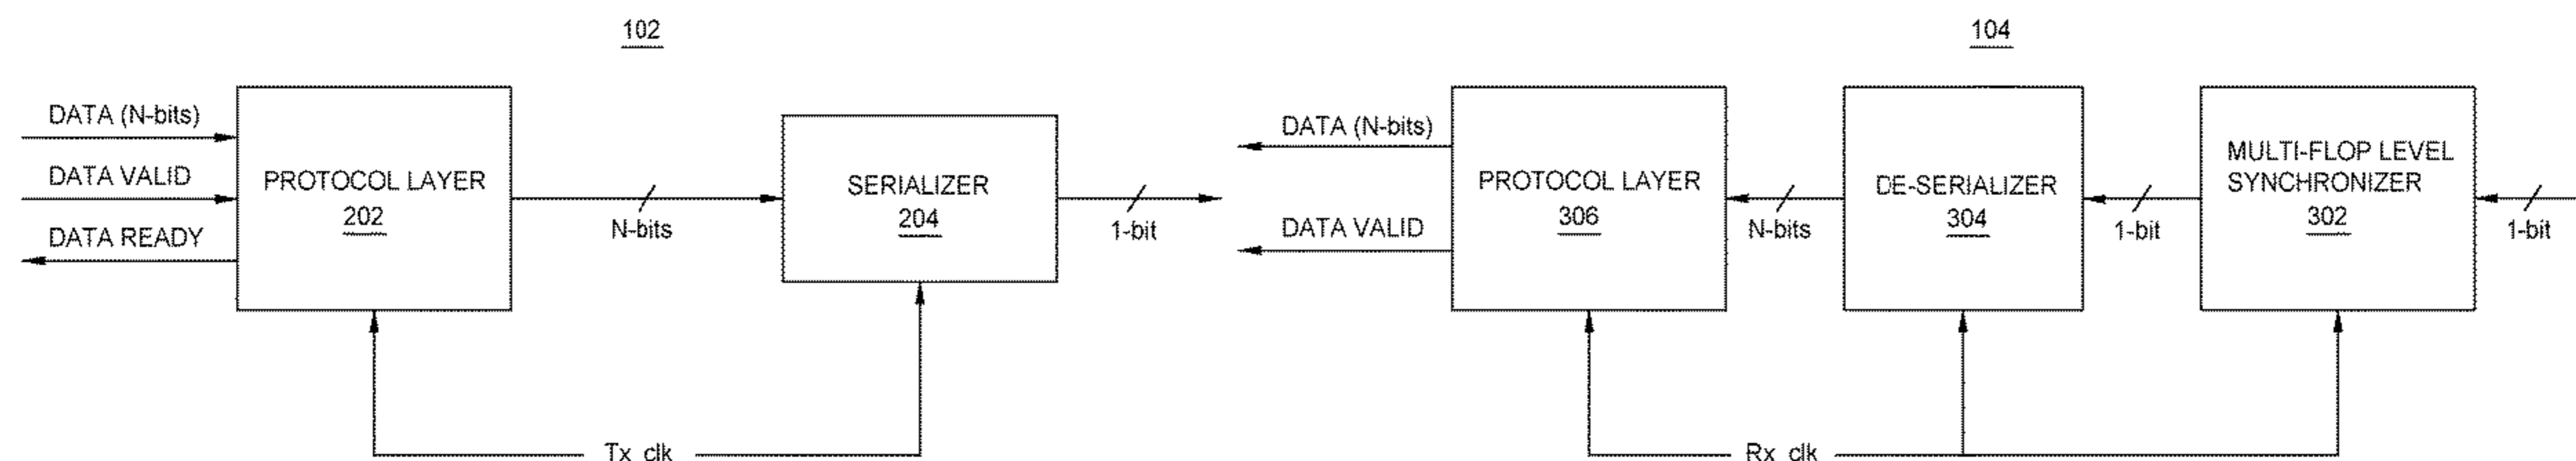 102
DATA (N-bits)
DATA VALID
DATA READY
PROTOCOL LAYER
202
N-bits
SERIALIZER
204
1-bit
Tx_clk
104
DATA (N-bits)
DATA VALID
PROTOCOL LAYER
306
N-bits
DE-SERIALIZER
304
1-bit
MULTI-FLOP LEVEL
SYNCHRONIZER
302
1-bit
Rx_clk